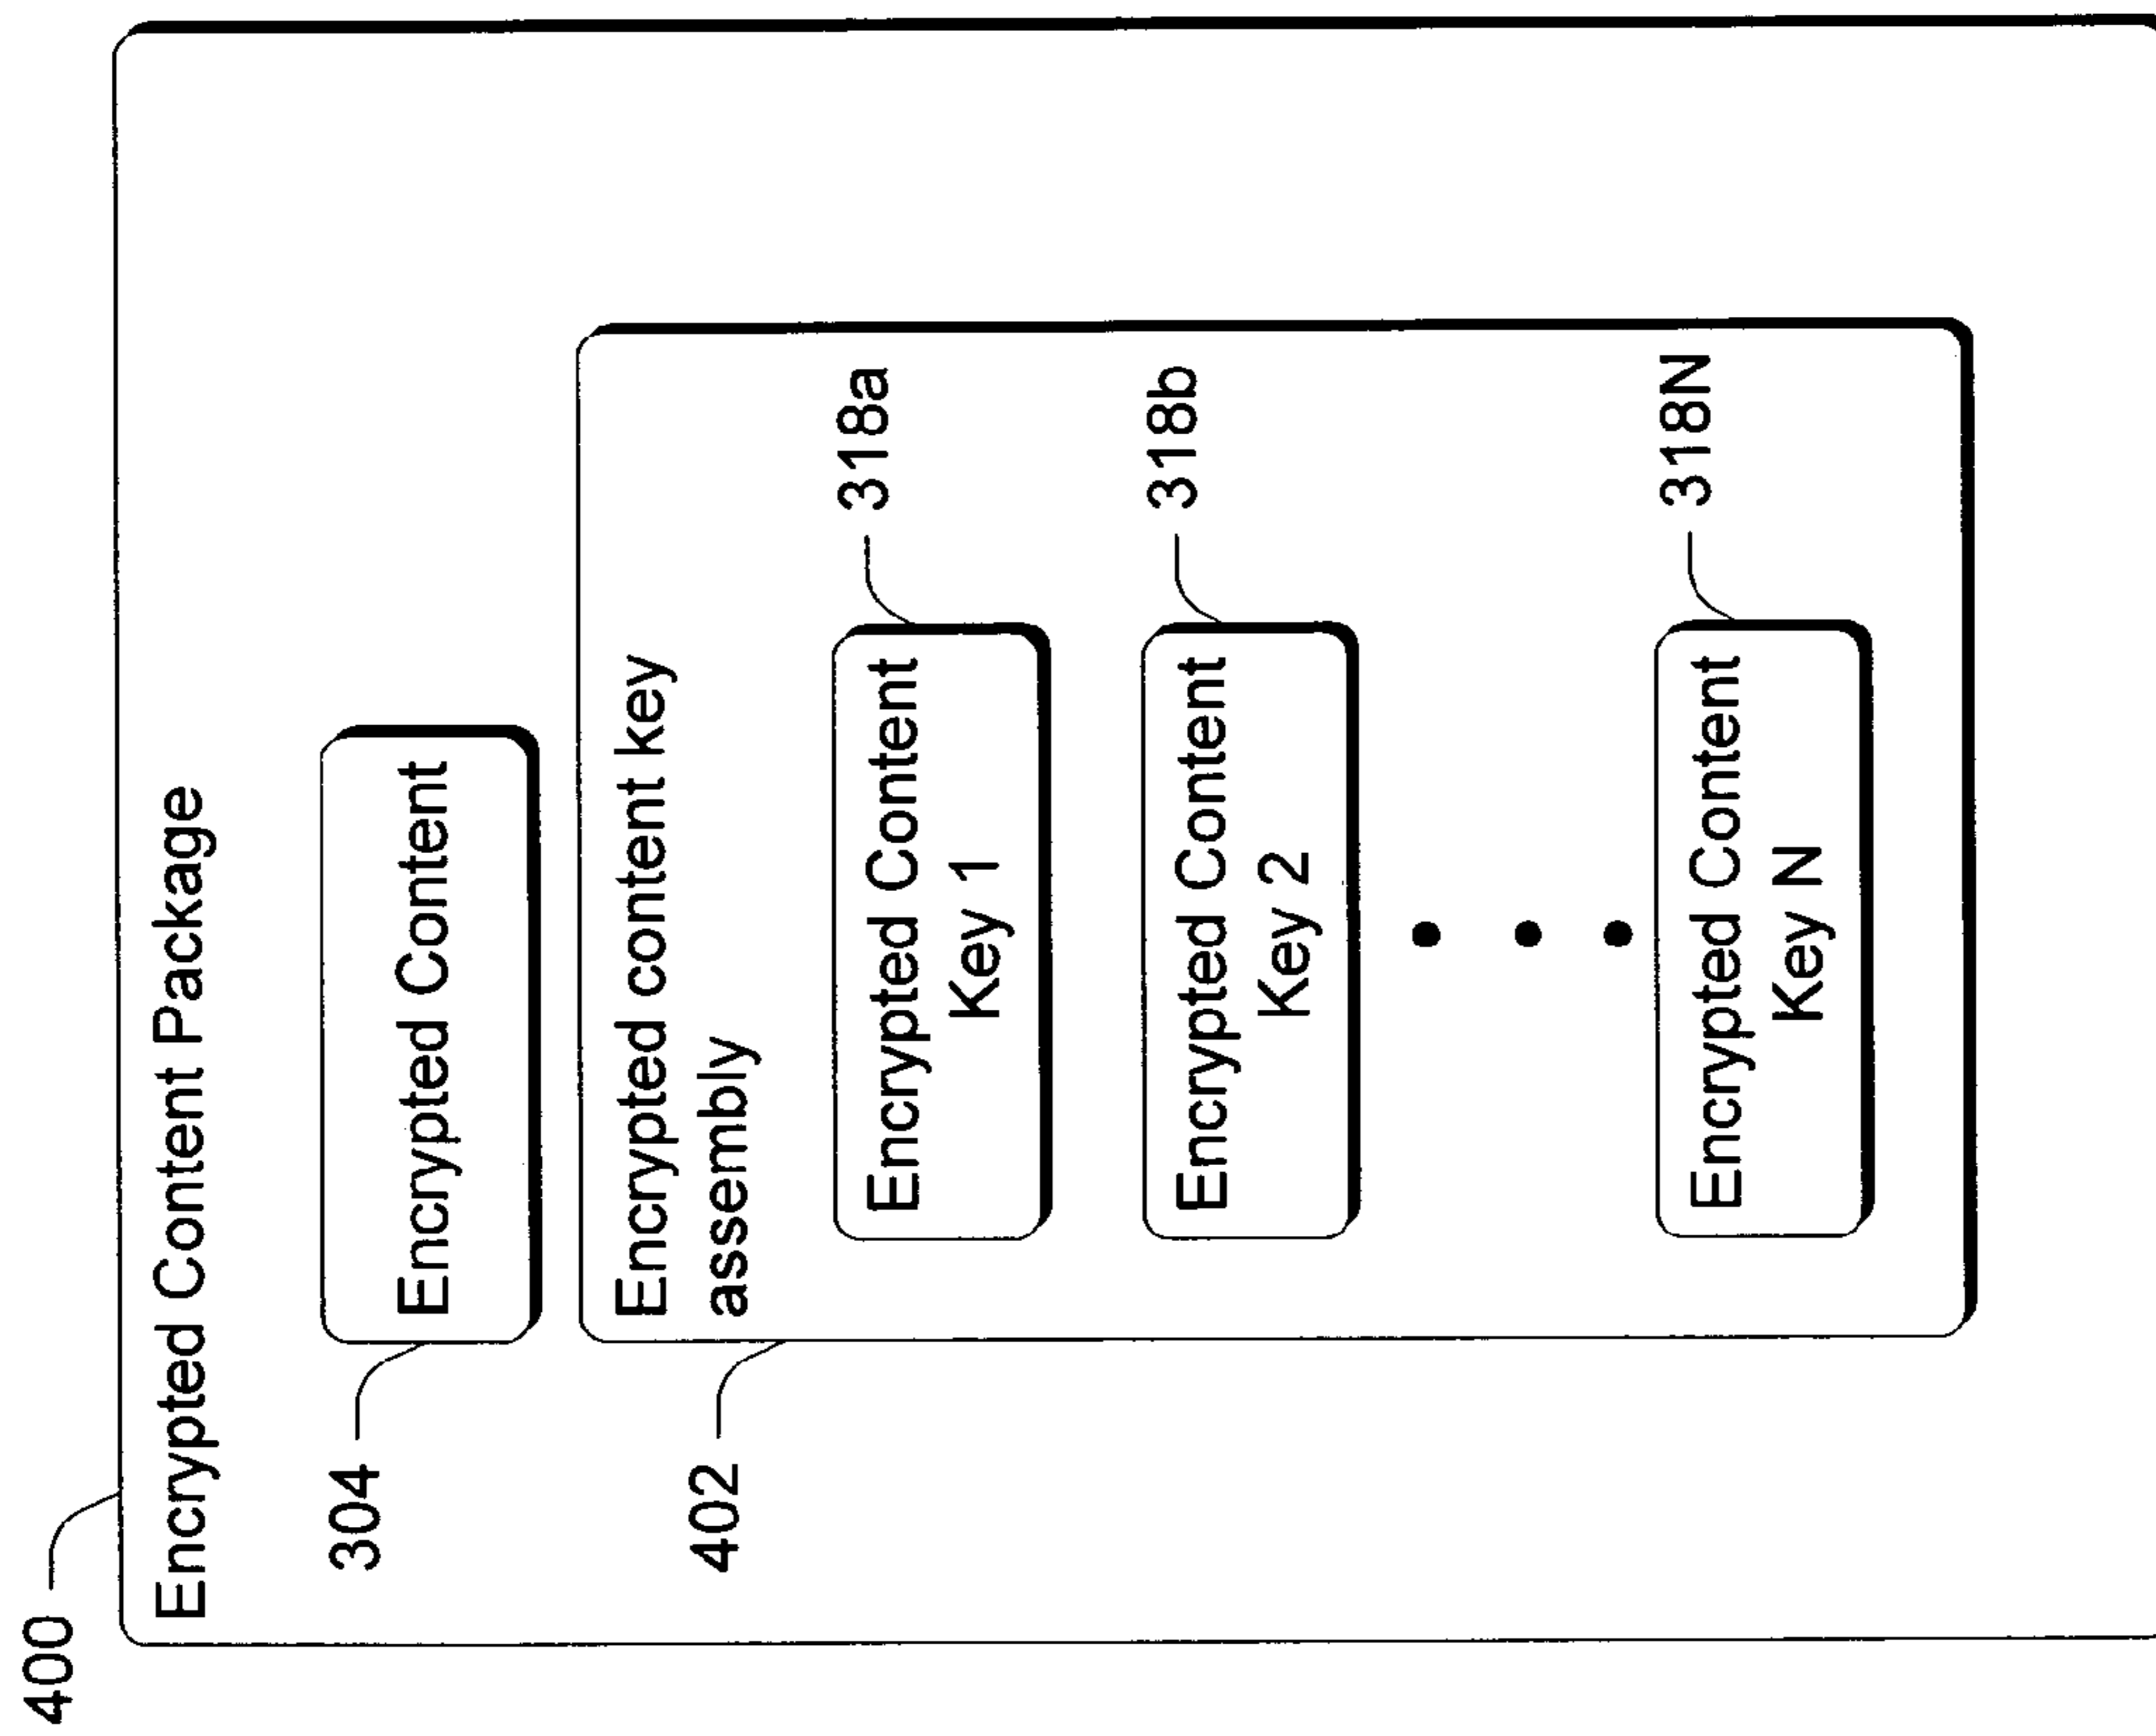 400
Encrypted Content Package
304
Encrypted Content
402
Encrypted content key
assembly
Encrypted Content
Key 1
318a
Encrypted Content
Key 2
318b
Encrypted Content
Key N
318N